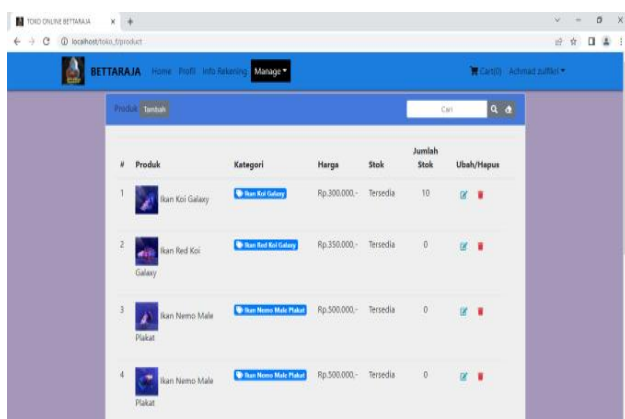 TOKO ONLINE BETTARAJA
localhost/toko_f/product
BETTARAJA Home Profil Info Rekening Manage Cart(0) Achmad zulfikri
Produk Tambah Cari
# Produk Kategori Harga Stok Jumlah Stok Ubah/Hapus
1 Ikan Koi Galaxy Ikan Koi Galaxy Rp.300.000,- Tersedia 10
2 Ikan Red Koi Galaxy Ikan Red Koi Galaxy Rp.350.000,- Tersedia 0
3 Ikan Nemo Male Plakat Ikan Nemo Male Plakat Rp.500.000,- Tersedia 0
4 Ikan Nemo Male Plakat Ikan Nemo Male Plakat Rp.500.000,- Tersedia 0